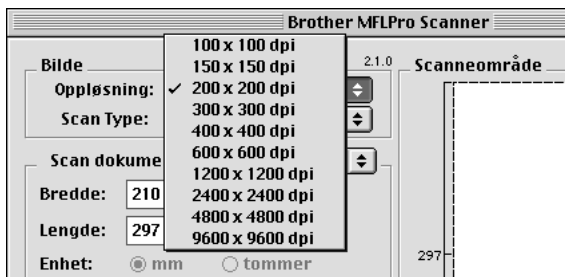 Brother MFLPro Scanner
Bilde
2.1.0
Oppløsning:
100 x 100 dpi
150 x 150 dpi
✓ 200 x 200 dpi
300 x 300 dpi
400 x 400 dpi
600 x 600 dpi
1200 x 1200 dpi
2400 x 2400 dpi
4800 x 4800 dpi
9600 x 9600 dpi
Scan Type:
Scan dokume
Bredde: 210
Lengde: 297
Enhet: mm tommer
Scanneområde
297